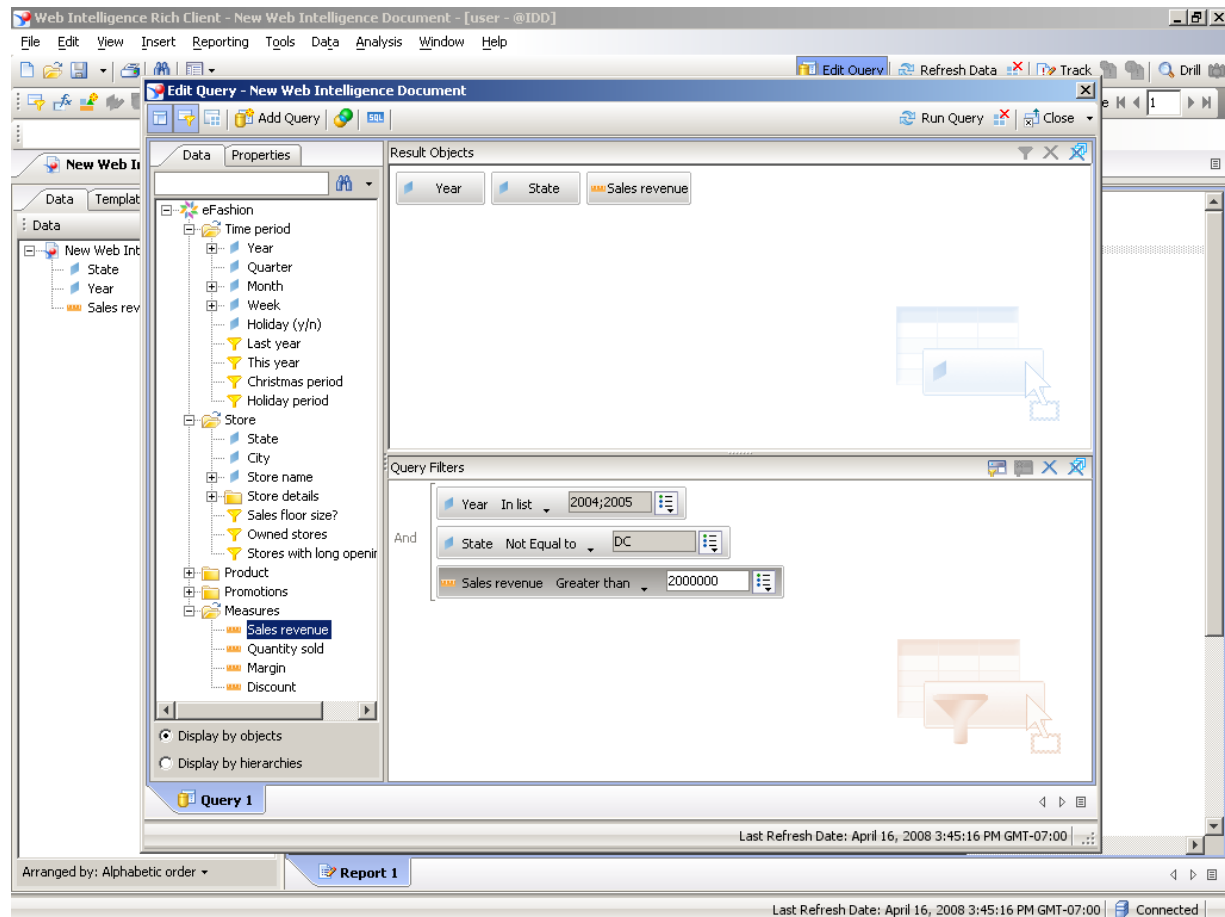 Web Intelligence Rich Client - New Web Intelligence Document - [user - @IDD]
File Edit View Insert Reporting Tools Data Analysis Window Help
Edit Query Refresh Data Track Drill
Edit Query - New Web Intelligence Document
1
Add Query SQL Run Query Close
New Web I
Data Properties
Result Objects
Year State Sales revenue
Data Templat
Data
New Web Int
State
Year
Sales rev
eFashion
Time period
Year
Quarter
Month
Week
Holiday (y/n)
Last year
This year
Christmas period
Holiday period
Store
State
City
Store name
Store details
Sales floor size?
Owned stores
Stores with long openin
Product
Promotions
Measures
Sales revenue
Quantity sold
Margin
Discount
Display by objects
Display by hierarchies
Query Filters
And
Year In list 2004;2005
State Not Equal to DC
Sales revenue Greater than 2000000
Query 1
Last Refresh Date: April 16, 2008 3:45:16 PM GMT-07:00
Arranged by: Alphabetic order
Report 1
Last Refresh Date: April 16, 2008 3:45:16 PM GMT-07:00 Connected